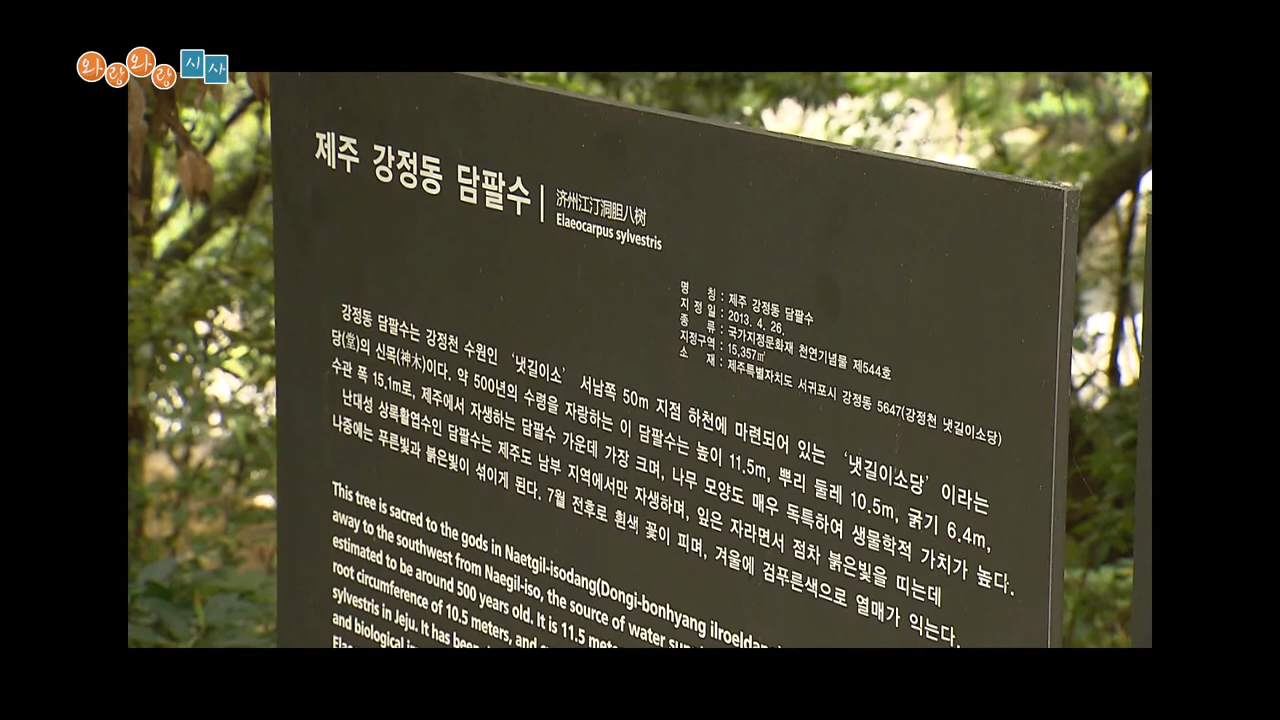 와랑와랑 시사
제주 강정동 담팔수
济州江汀洞胆八树
Elaeocarpus sylvestris
명 칭 : 제주 강정동 담팔수
지 정 일 : 2013. 4. 26.
종 류 : 국가지정문화재 천연기념물 제544호
지정구역 : 15,357㎡
소 재 : 제주특별자치도 서귀포시 강정동 5647(강정천 냇길이소당)
강정동 담팔수는 강정천 수원인 ‘냇길이소’ 서남쪽 50m 지점 하천에 마련되어 있는 ‘냇길이소당’ 이라는
당(堂)의 신목(神木)이다. 약 500년의 수령을 자랑하는 이 담팔수는 높이 11.5m, 뿌리 둘레 10.5m, 굵기 6.4m,
수관 폭 15.1m로, 제주에서 자생하는 담팔수 가운데 가장 크며, 나무 모양도 매우 독특하여 생물학적 가치가 높다.
난대성 상록활엽수인 담팔수는 제주도 남부 지역에서만 자생하며, 잎은 자라면서 점차 붉은빛을 띠는데
나중에는 푸른빛과 붉은빛이 섞이게 된다. 7월 전후로 흰색 꽃이 피며, 겨울에 검푸른색으로 열매가 익는다.
This tree is sacred to the gods in Naetgil-isodang(Dongi-bonhyang ilroeldang
away to the southwest from Naegil-iso, the source of water
estimated to be around 500 years old. It is 11.5
root circumference of 10.5 meters, and
sylvestris in Jeju. It has been
and biological